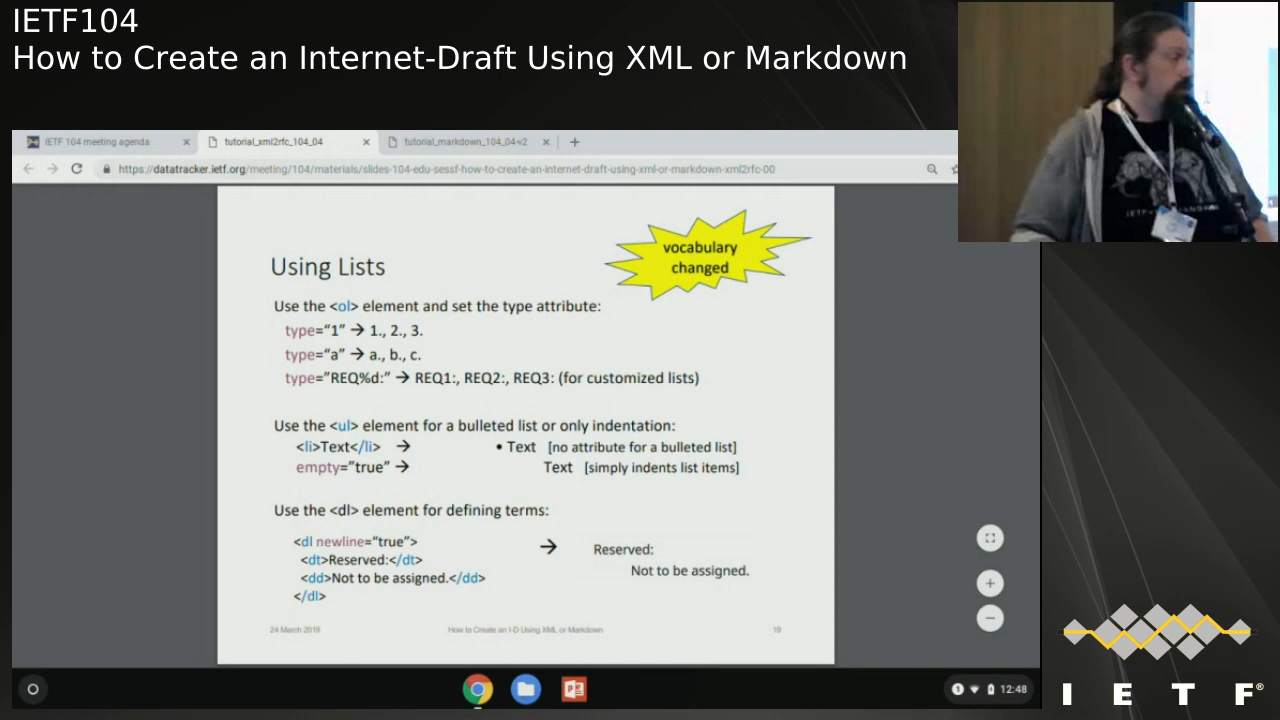 IETF104
How to Create an Internet-Draft Using XML or Markdown
IETF 104 meeting agenda
tutorial_xml2rfc_104_04
tutorial_markdown_104_04-v2
https://datatracker.ietf.org/meeting/104/materials/slides-104-edu-sessf-how-to-create-an-internet-draft-using-xml-or-markdown-xml2rfc-00
vocabulary
changed
Using Lists
Use the <ol> element and set the type attribute:
type=“1” → 1., 2., 3.
type=“a” → a., b., c.
type=”REQ%d:” → REQ1:, REQ2:, REQ3: (for customized lists)
Use the <ul> element for a bulleted list or only indentation:
<li>Text</li> → • Text [no attribute for a bulleted list]
empty=”true” → Text [simply indents list items]
Use the <dl> element for defining terms:
<dl newline=“true”>
<dt>Reserved:</dt>
<dd>Not to be assigned.</dd>
</dl>
→
Reserved:
Not to be assigned.
24 March 2019 How to Create an I-D Using XML or Markdown 19
1 12:48
I E T F®